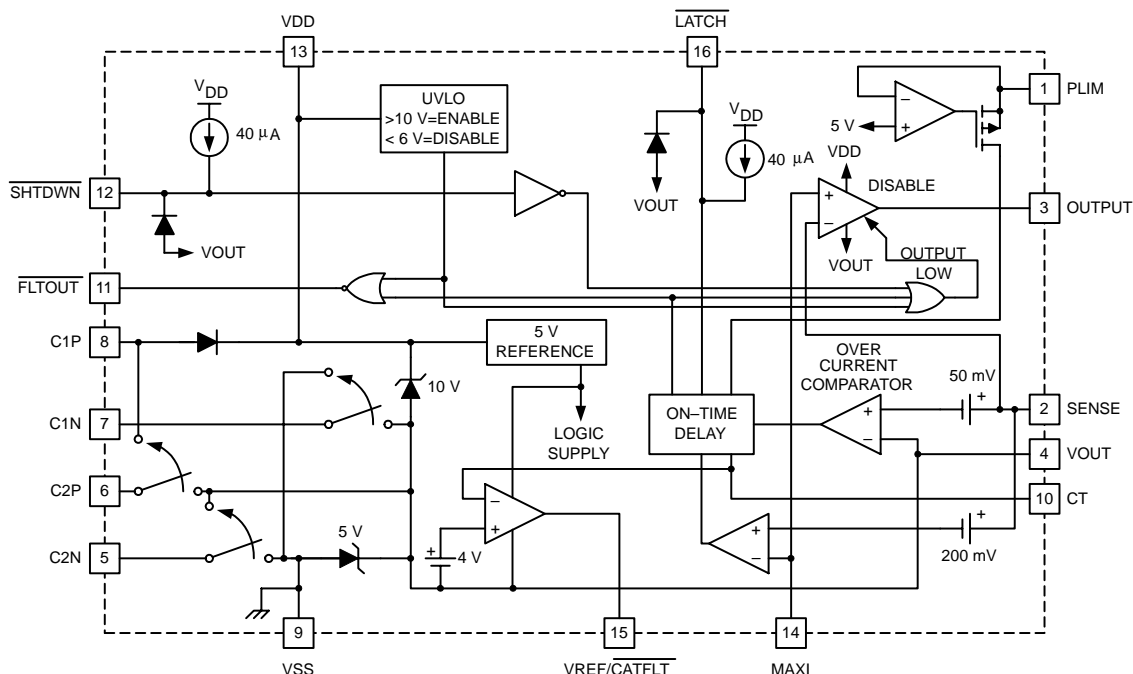 VDD
LATCH
13
16
VDD
40 µA
UVLO
>10 V=ENABLE
< 6 V=DISABLE
VDD
40 µA
5 V
–
+
1
PLIM
SHTDWN
12
VOUT
VOUT
VDD
DISABLE
+
–
VOUT
3
OUTPUT
OUTPUT
LOW
FLTOUT
11
C1P
8
5 V
REFERENCE
10 V
OVER
CURRENT
COMPARATOR
50 mV
+
2
SENSE
C1N
7
LOGIC
SUPPLY
ON–TIME
DELAY
+
–
4
VOUT
C2P
6
10
CT
–
+
+
4 V
5 V
C2N
5
+
–
+
200 mV
9
15
14
VSS
VREF/CATFLT
MAXI